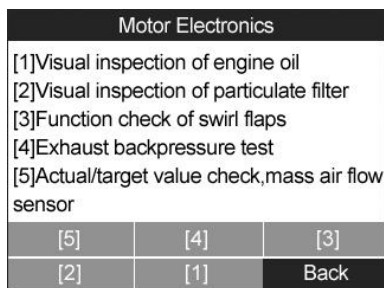 Motor Electronics
[1]Visual inspection of engine oil
[2]Visual inspection of particulate filter
[3]Function check of swirl flaps
[4]Exhaust backpressure test
[5]Actual/target value check,mass air flow
sensor
[5] [4] [3]
[2] [1] Back